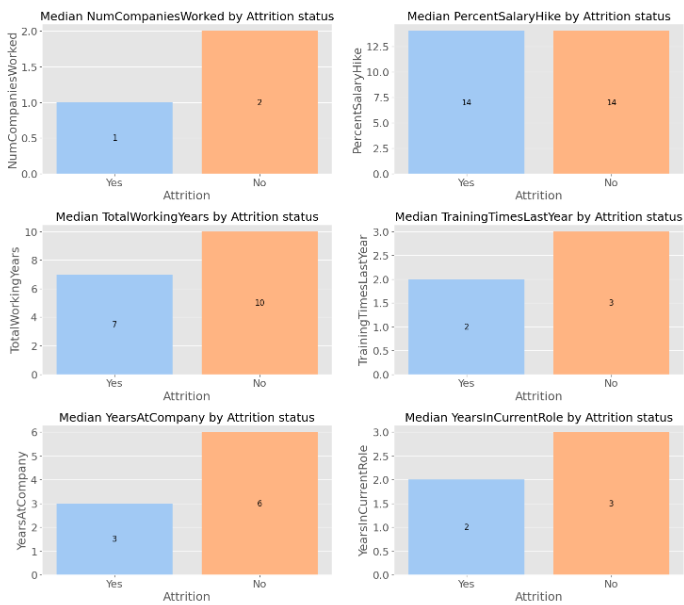 Median NumCompaniesWorked by Attrition status
NumCompaniesWorked
2.0
1.5
1.0
0.5
0.0
1
2
Yes
No
Attrition
Median PercentSalaryHike by Attrition status
PercentSalaryHike
12.5
10.0
7.5
5.0
2.5
0.0
14
14
Yes
No
Attrition
Median TotalWorkingYears by Attrition status
TotalWorkingYears
10
8
6
4
2
0
7
10
Yes
No
Attrition
Median TrainingTimesLastYear by Attrition status
TrainingTimesLastYear
3.0
2.5
2.0
1.5
1.0
0.5
0.0
2
3
Yes
No
Attrition
Median YearsAtCompany by Attrition status
YearsAtCompany
6
5
4
3
2
1
0
3
6
Yes
No
Attrition
Median YearsInCurrentRole by Attrition status
YearsInCurrentRole
3.0
2.5
2.0
1.5
1.0
0.5
0.0
2
3
Yes
No
Attrition